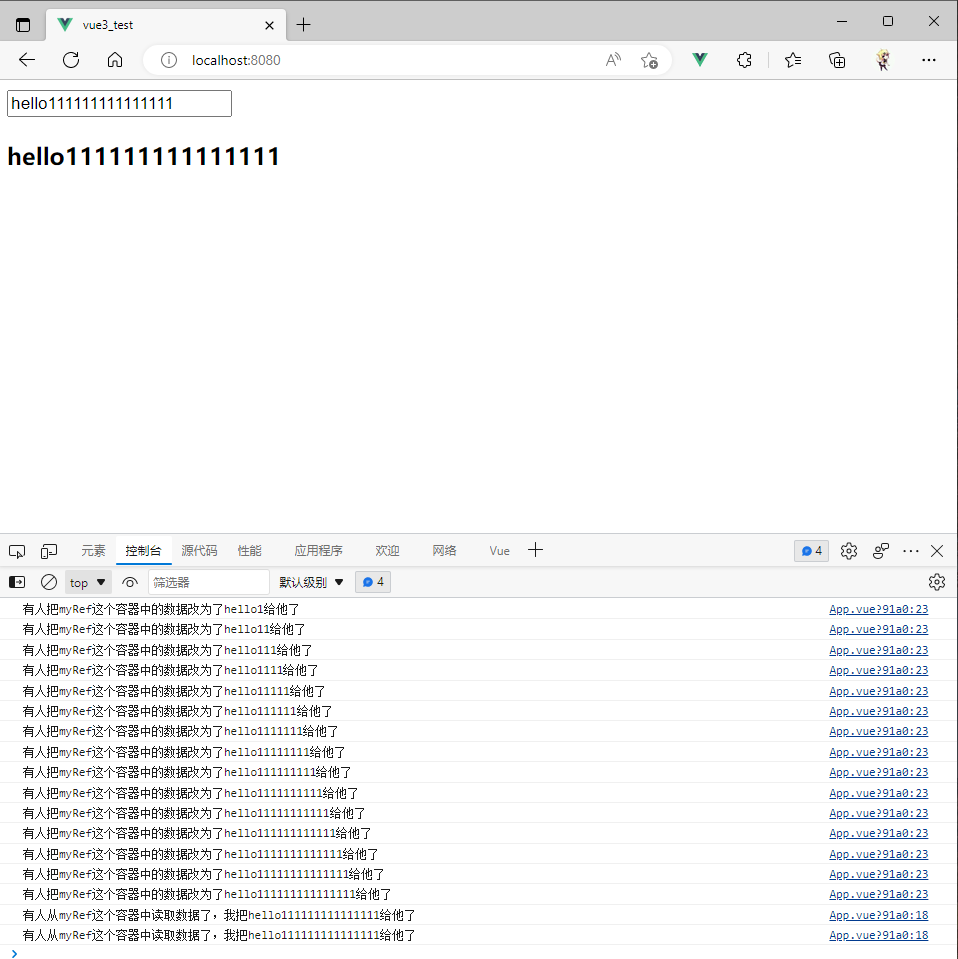 vue3_test
localhost:8080
hello111111111111111
hello111111111111111
元素 控制台 源代码 性能 应用程序 欢迎 网络 Vue 4
top 筛选器 默认级别 4
有人把myRef这个容器中的数据改为了hello1给他了 App.vue?91a0:23
有人把myRef这个容器中的数据改为了hello11给他了 App.vue?91a0:23
有人把myRef这个容器中的数据改为了hello111给他了 App.vue?91a0:23
有人把myRef这个容器中的数据改为了hello1111给他了 App.vue?91a0:23
有人把myRef这个容器中的数据改为了hello11111给他了 App.vue?91a0:23
有人把myRef这个容器中的数据改为了hello111111给他了 App.vue?91a0:23
有人把myRef这个容器中的数据改为了hello1111111给他了 App.vue?91a0:23
有人把myRef这个容器中的数据改为了hello11111111给他了 App.vue?91a0:23
有人把myRef这个容器中的数据改为了hello111111111给他了 App.vue?91a0:23
有人把myRef这个容器中的数据改为了hello1111111111给他了 App.vue?91a0:23
有人把myRef这个容器中的数据改为了hello11111111111给他了 App.vue?91a0:23
有人把myRef这个容器中的数据改为了hello111111111111给他了 App.vue?91a0:23
有人把myRef这个容器中的数据改为了hello1111111111111给他了 App.vue?91a0:23
有人把myRef这个容器中的数据改为了hello11111111111111给他了 App.vue?91a0:23
有人把myRef这个容器中的数据改为了hello111111111111111给他了 App.vue?91a0:23
有人从myRef这个容器中读取数据了，我把hello111111111111111给他了 App.vue?91a0:18
有人从myRef这个容器中读取数据了，我把hello111111111111111给他了 App.vue?91a0:18